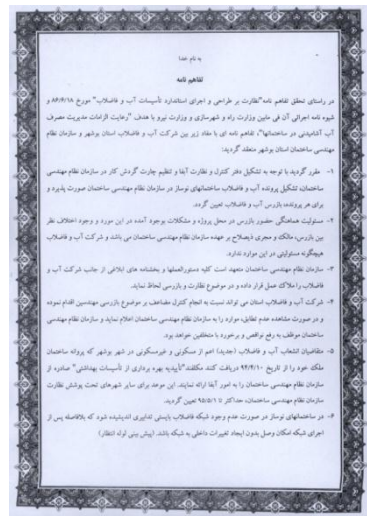 به نام خدا
تفاهم نامه
در راستای تحقق تفاهم نامه "نظارت بر طراحی و اجرای استاندارد تأسیسات آب و فاضلاب" مورخ ۸۶/۶/۱۸ و
شیوه نامه اجرائی آن فی مابین وزارت راه و شهرسازی و وزارت نیرو با هدف "رعایت الزامات مدیریت مصرف
آب آشامیدنی در ساختمانها"، تفاهم نامه ای با مفاد زیر بین شرکت آب و فاضلاب استان بوشهر و سازمان نظام
مهندسی ساختمان استان بوشهر منعقد گردید:
۱- مقرر گردید با توجه به تشکیل دفتر کنترل و نظارت آبفا و تنظیم چارت گردش کار در سازمان نظام مهندسی
ساختمان، تشکیل پرونده آب و فاضلاب ساختمانهای نوساز در سازمان نظام مهندسی ساختمان صورت پذیرد و
برای هر پرونده، بازرس آب و فاضلاب تعیین گردد.
۲- مسئولیت هماهنگی حضور بازرس در محل پروژه و مشکلات بوجود آمده در این مورد و وجود اختلاف نظر
بین بازرس، مالک و مجری ذیصلاح بر عهده سازمان نظام مهندسی ساختمان می باشد و شرکت آب و فاضلاب
هیچگونه مسئولیتی در این موارد ندارد.
۳- سازمان نظام مهندسی ساختمان متعهد است کلیه دستورالعملها و بخشنامه های ابلاغی از جانب شرکت آب و
فاضلاب را ملاک عمل قرار داده و در موضوع نظارت و بازرسی لحاظ نماید.
۴- شرکت آب و فاضلاب استان می تواند نسبت به انجام کنترل مضاعف بر موضوع بازرسی مهندسین اقدام نموده
و در صورت مشاهده عدم تطابق، موارد را به سازمان نظام مهندسی ساختمان اعلام نماید و سازمان نظام مهندسی
ساختمان موظف به رفع نواقص و برخورد با متخلفین خواهد بود.
۵- متقاضیان انشعاب آب و فاضلاب (جدید) اعم از مسکونی و غیرمسکونی در شهر بوشهر که پروانه ساختمان
ملک خود را از تاریخ ۹۴/۴/۱۰ دریافت کنند مکلفند "تأییدیه بهره برداری از تأسیسات بهداشتی" صادره از
سازمان نظام مهندسی ساختمان را به امور آبفا ارائه نمایند. این موعد برای سایر شهرهای تحت پوشش نظارت
سازمان نظام مهندسی ساختمان، حداکثر تا ۹۵/۵/۱ تعیین گردید.
۶- در ساختمانهای نوساز در صورت عدم وجود شبکه فاضلاب بایستی تدابیری اندیشیده شود که بلافاصله پس از
اجرای شبکه امکان وصل بدون ایجاد تغییرات داخلی به شبکه باشد. (پیش بینی لوله انتظار)